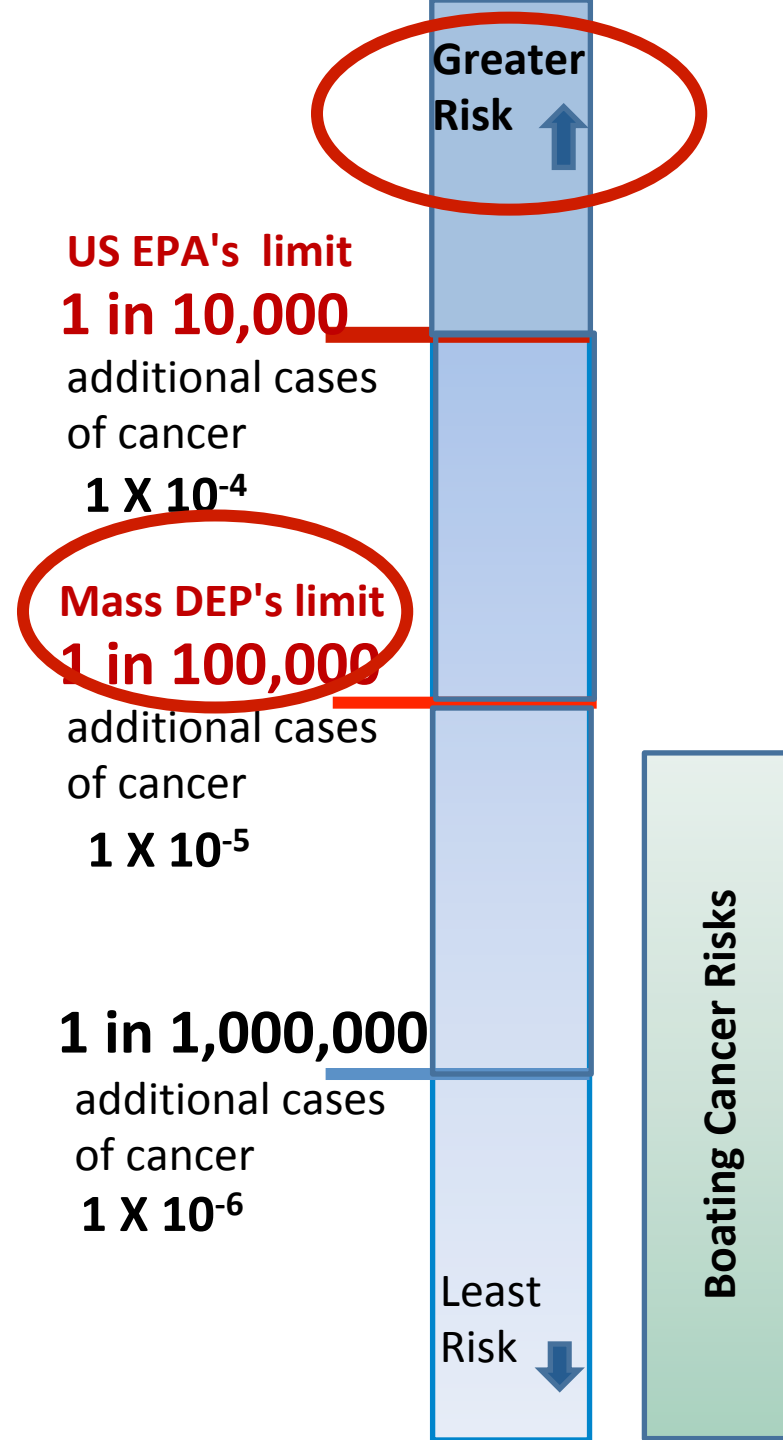 Greater
Risk
US EPA's limit
1 in 10,000
additional cases
of cancer
1 X 10⁻⁴
Mass DEP's limit
1 in 100,000
additional cases
of cancer
1 X 10⁻⁵
1 in 1,000,000
additional cases
of cancer
1 X 10⁻⁶
Least
Risk
Boating Cancer Risks